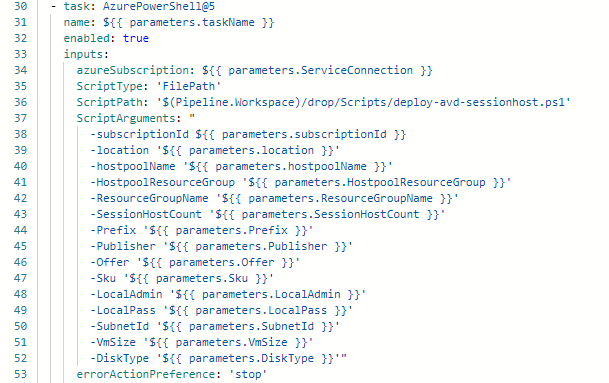 30 - task: AzurePowerShell@5
31 name: ${{ parameters.taskName }}
32 enabled: true
33 inputs:
34 azureSubscription: ${{ parameters.ServiceConnection }}
35 ScriptType: 'FilePath'
36 ScriptPath: '$(Pipeline.Workspace)/drop/Scripts/deploy-avd-sessionhost.ps1'
37 ScriptArguments: "
38 -subscriptionId ${{ parameters.subscriptionId }}
39 -location '${{ parameters.location }}'
40 -hostpoolName '${{ parameters.hostpoolName }}'
41 -HostpoolResourceGroup '${{ parameters.HostpoolResourceGroup }}'
42 -ResourceGroupName '${{ parameters.ResourceGroupName }}'
43 -SessionHostCount '${{ parameters.SessionHostCount }}'
44 -Prefix '${{ parameters.Prefix }}'
45 -Publisher '${{ parameters.Publisher }}'
46 -Offer '${{ parameters.Offer }}'
47 -Sku '${{ parameters.Sku }}'
48 -LocalAdmin '${{ parameters.LocalAdmin }}'
49 -LocalPass '${{ parameters.LocalPass }}'
50 -SubnetId '${{ parameters.SubnetId }}'
51 -VmSize '${{ parameters.VmSize }}'
52 -DiskType '${{ parameters.DiskType }}'"
53 errorActionPreference: 'stop'